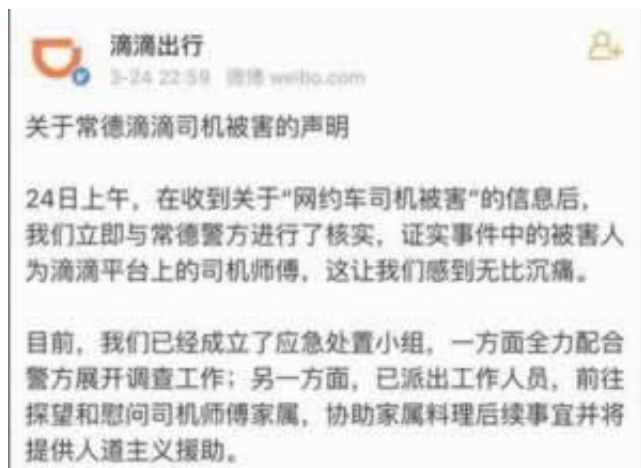 滴滴出行
3-24 22:59 微博 weibo.com
关于常德滴滴司机被害的声明
24日上午，在收到关于“网约车司机被害”的信息后，
我们立即与常德警方进行了核实，证实事件中的被害人
为滴滴平台上的司机师傅，这让我们感到无比沉痛。
目前，我们已经成立了应急处置小组，一方面全力配合
警方展开调查工作；另一方面，已派出工作人员，前往
探望和慰问司机师傅家属，协助家属料理后续事宜并将
提供人道主义援助。